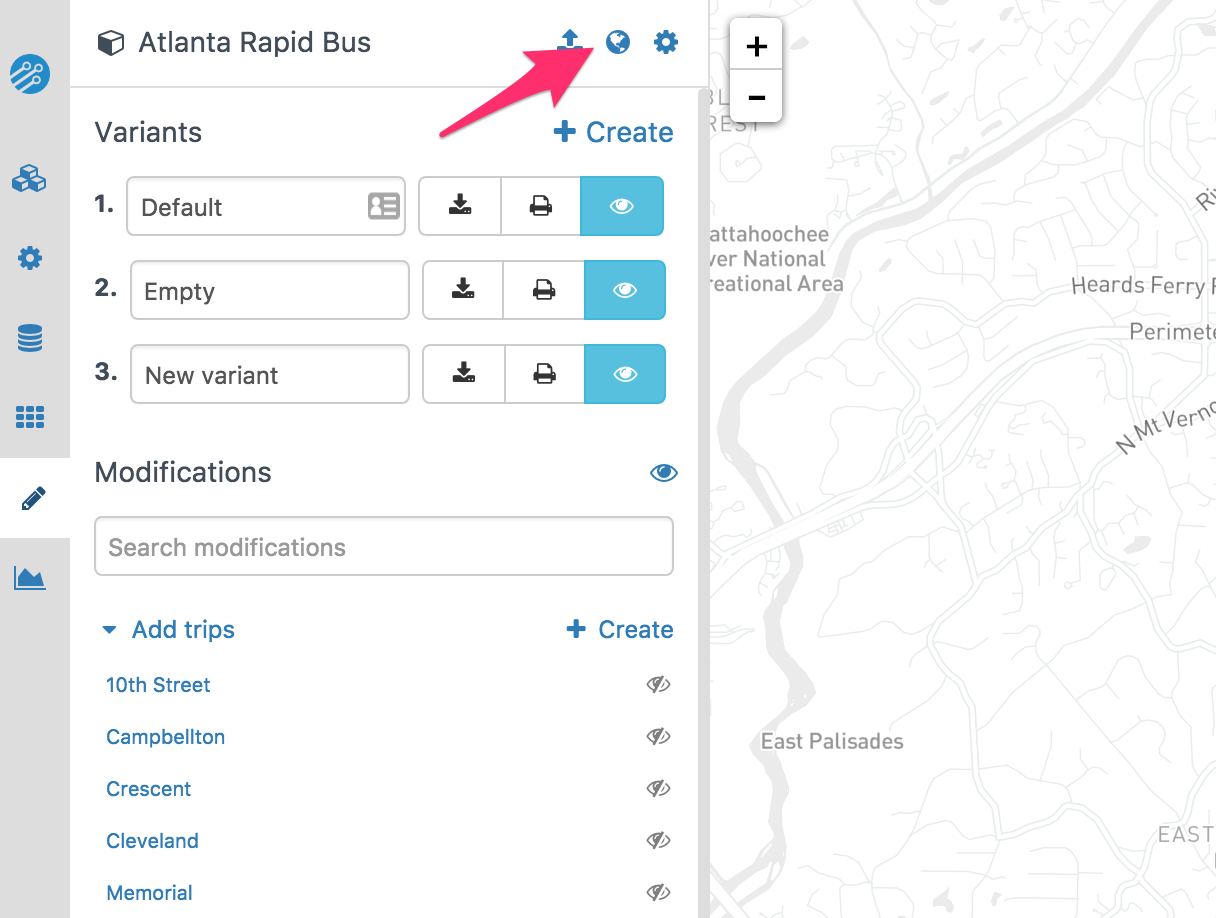 Atlanta Rapid Bus
+
−
Variants
+ Create
1. Default
2. Empty
3. New variant
Modifications
Search modifications
Add trips
+ Create
10th Street
Campbellton
Crescent
Cleveland
Memorial
REST
attahoochee
ver National
reational Area
Heards Ferry
Perimete
N Mt Verno
East Palisades
EAST